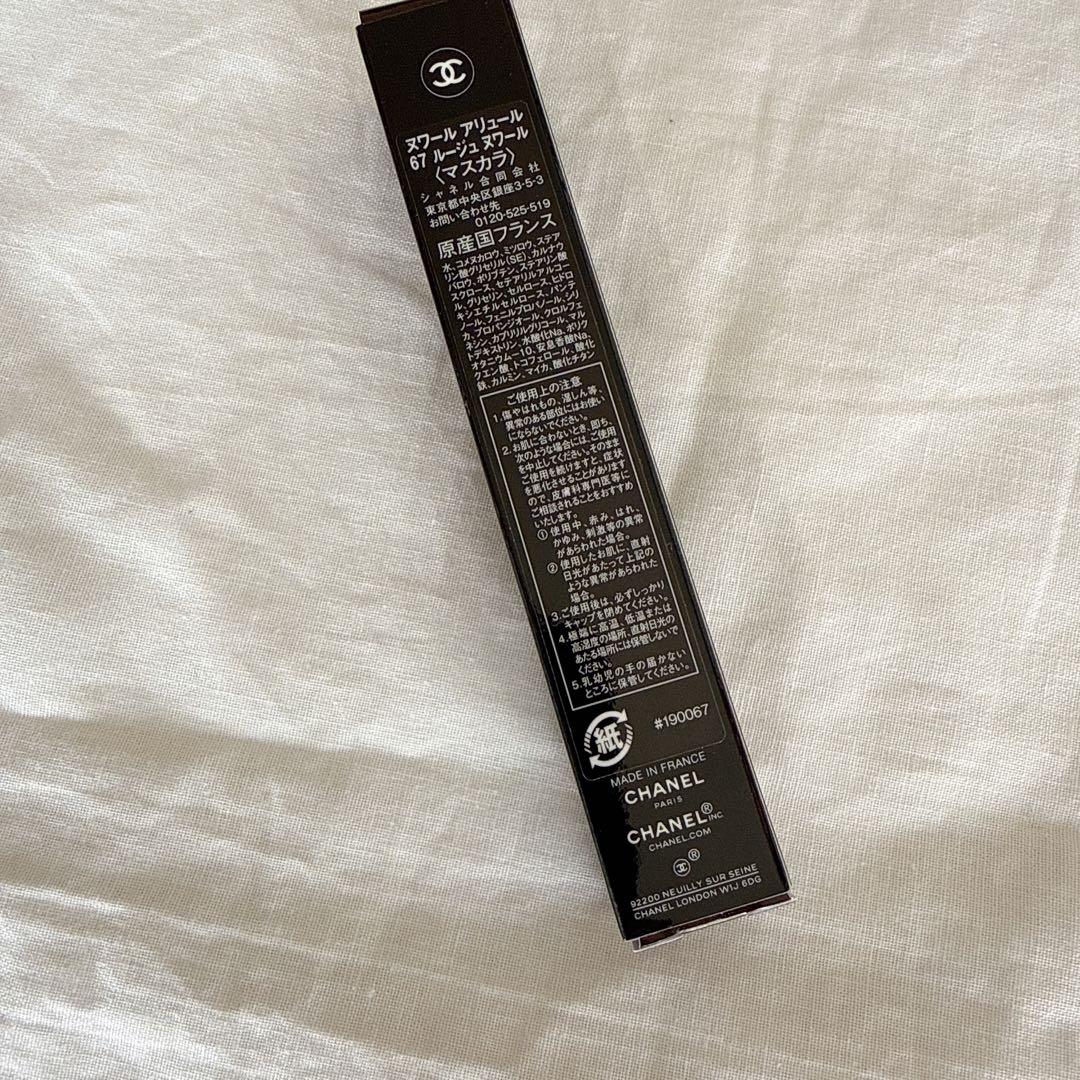 ヌワール アリュール
67 ルージュ ヌワール
〈マスカラ〉
シャネル合同会社
東京都中央区銀座3-5-3
お問い合わせ先
0120-525-519
原産国フランス
水、コメヌカロウ、ミツロウ、ステア
リン酸グリセリル(SE)、カルナウ
バロウ、ポリブテン、ステアリン酸
スクロース、セテアリルアルコー
ル、グリセリン、セルロース、ヒドロ
キシエチルセルロース、パンテ
ノール、フェニルプロパノール、シリ
カ、プロパンジオール、クロルフェ
ネシン、カプリリルグリコール、マル
トデキストリン、水酸化Na、ポリク
オタニウム-10、安息香酸Na、
クエン酸、トコフェロール、酸化
鉄、カルミン、マイカ、酸化チタン
ご使用上の注意
1.傷やはれもの、湿しん等、
異常のある部位にはお使い
にならないでください。
2.お肌に合わないとき、即ち、
次のような場合には、ご使用
を中止してください。そのまま
ご使用を続けますと、症状
を悪化させることがあります
ので、皮膚科専門医等に
ご相談されることをおすすめ
いたします。
① 使用中、赤み、はれ、
かゆみ、刺激等の異常
があらわれた場合。
② 使用したお肌に、直射
日光があたって上記の
ような異常があらわれた
場合。
3.ご使用後は、必ずしっかり
キャップを閉めてください。
4.極端に高温、低温または
高湿度の場所、直射日光の
あたる場所には保管しないで
ください。
5.乳幼児の手の届かない
ところに保管してください。
紙
#190067
MADE IN FRANCE
CHANEL
PARIS
CHANEL® INC
CHANEL.COM
®
92200 NEUILLY SUR SEINE
CHANEL LONDON W1J 6DG